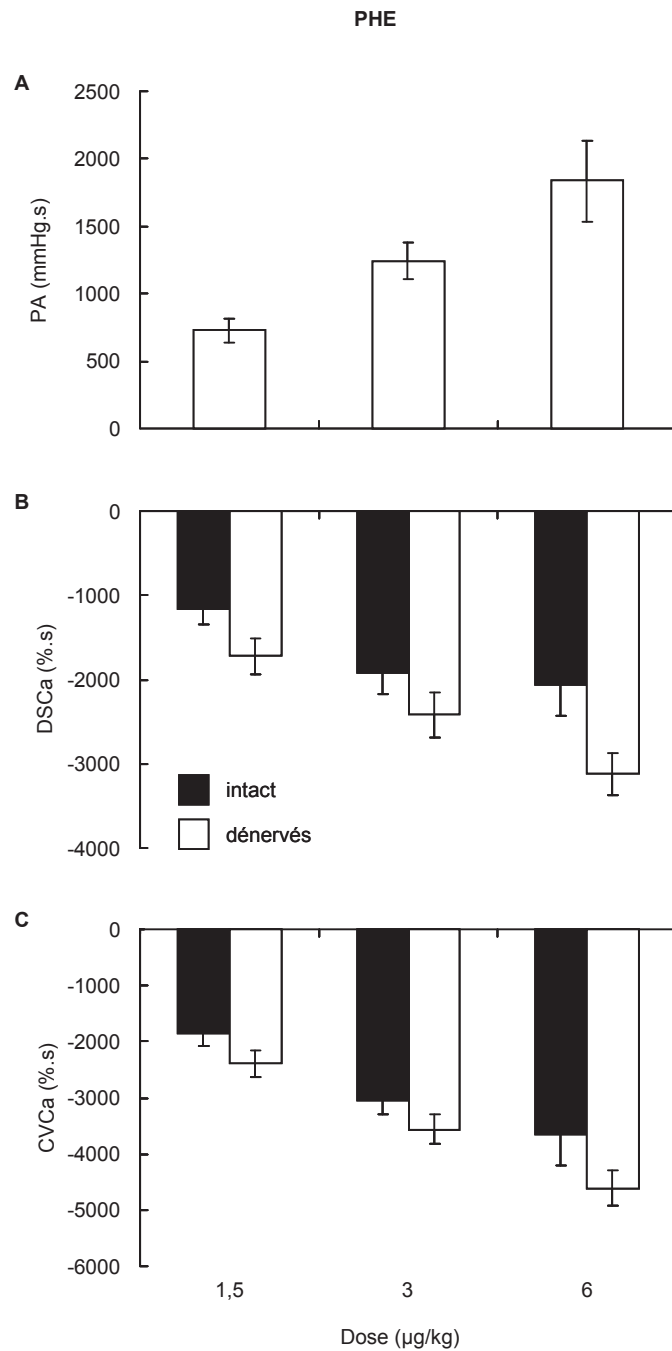 PHE
A
2500
2000
1500
1000
500
0
PA (mmHg.s)
B
0
-1000
-2000
-3000
-4000
DSCa (%.s)
intact
dénervés
C
0
-1000
-2000
-3000
-4000
-5000
-6000
CVCa (%.s)
1,5 3 6
Dose (µg/kg)